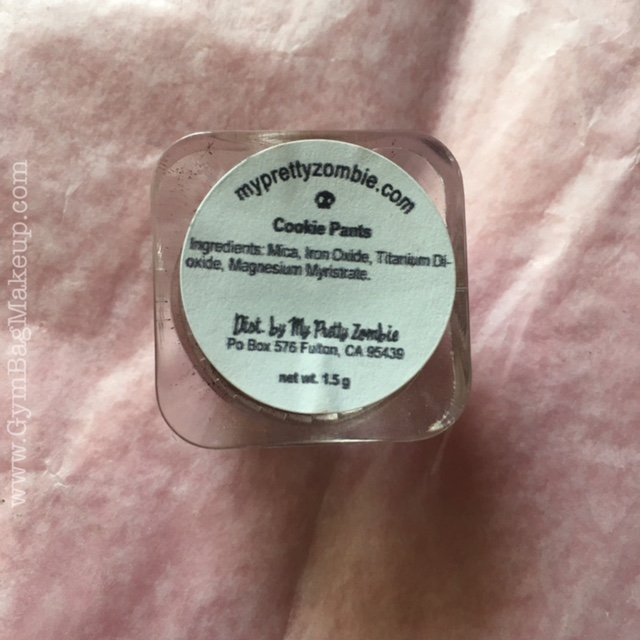 myprettyzombie.com
Cookie Pants
Ingredients: Mica, Iron Oxide, Titanium Di-
oxide, Magnesium Myristrate.
Dist. by My Pretty Zombie
Po Box 576 Fulton, CA 95439
net wt. 1.5 g
www.GymBagMakeup.com